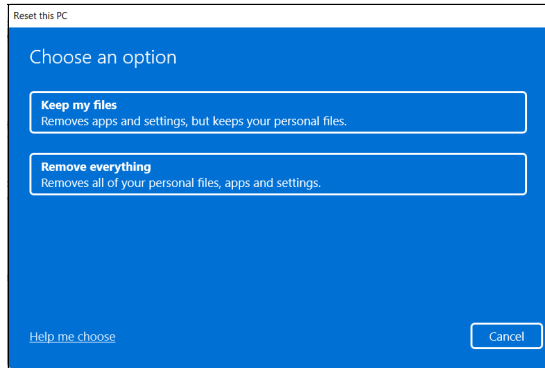 Reset this PC
Choose an option
Keep my files
Removes apps and settings, but keeps your personal files.
Remove everything
Removes all of your personal files, apps and settings.
Help me choose
Cancel